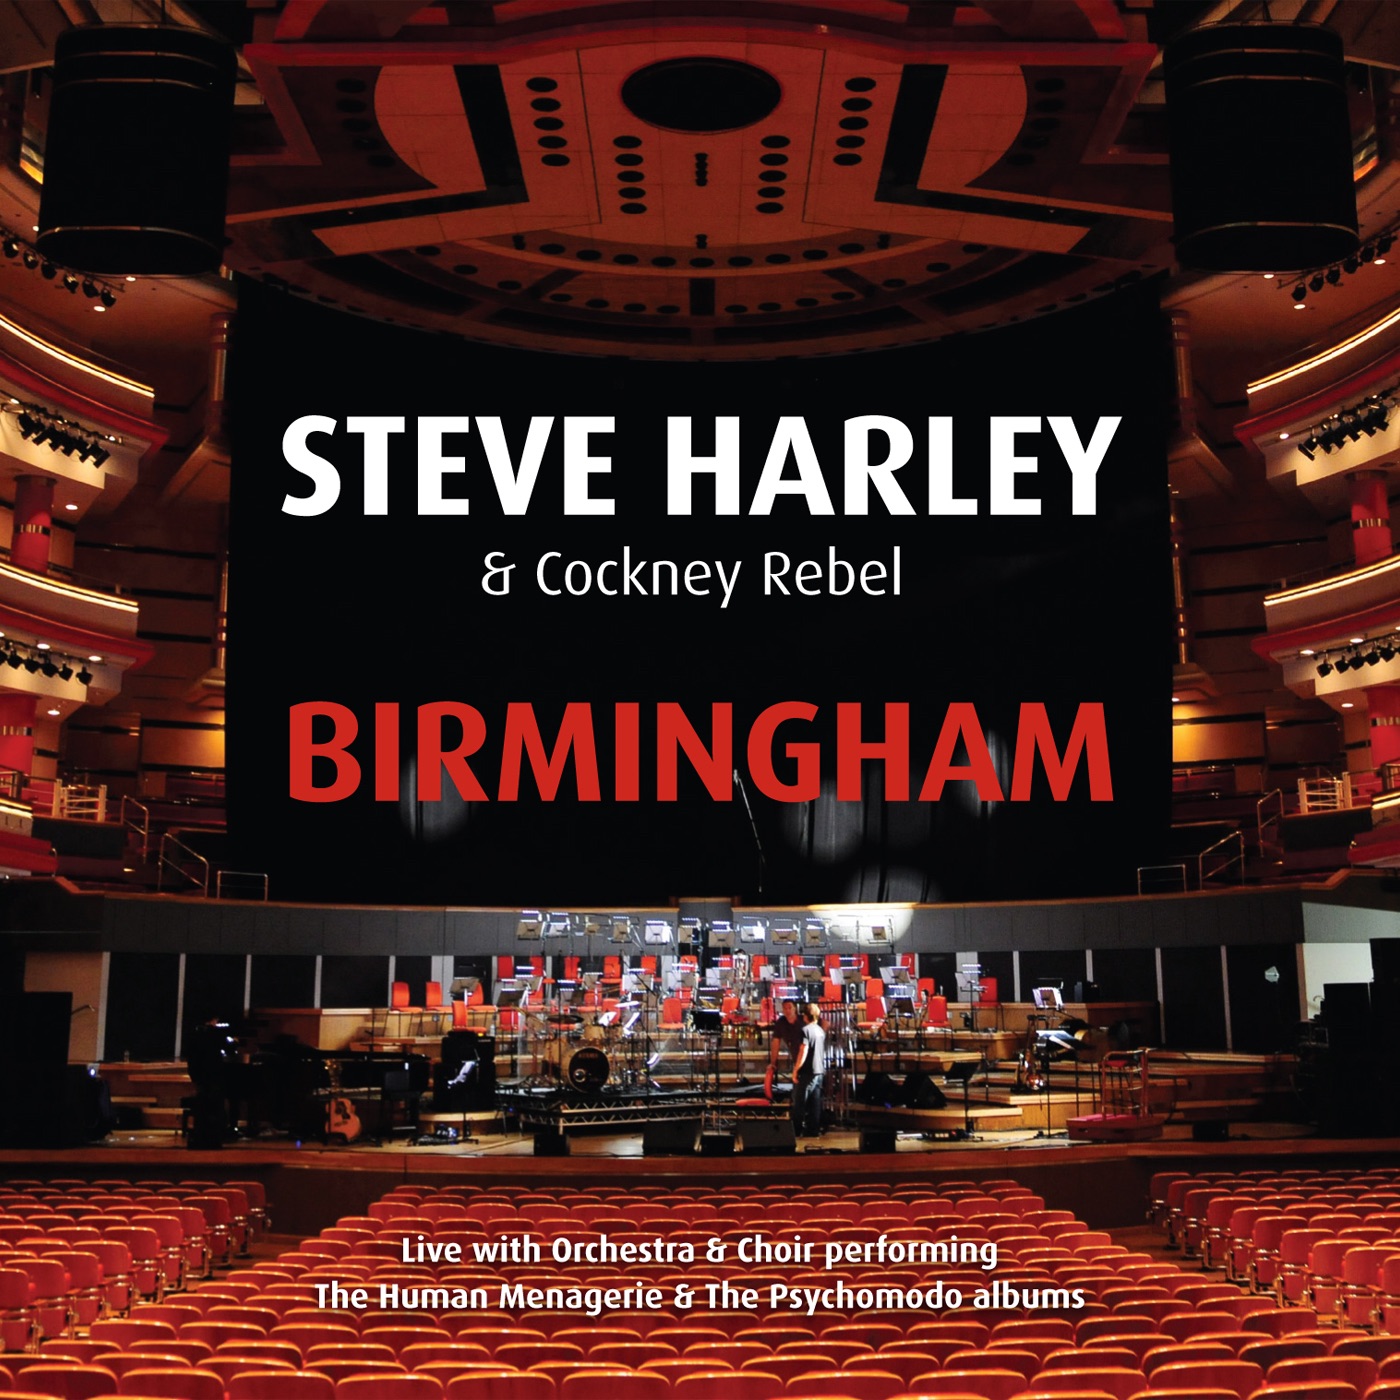 STEVE HARLEY
& Cockney Rebel
BIRMINGHAM
Live with Orchestra & Choir performing
The Human Menagerie & The Psychomodo albums